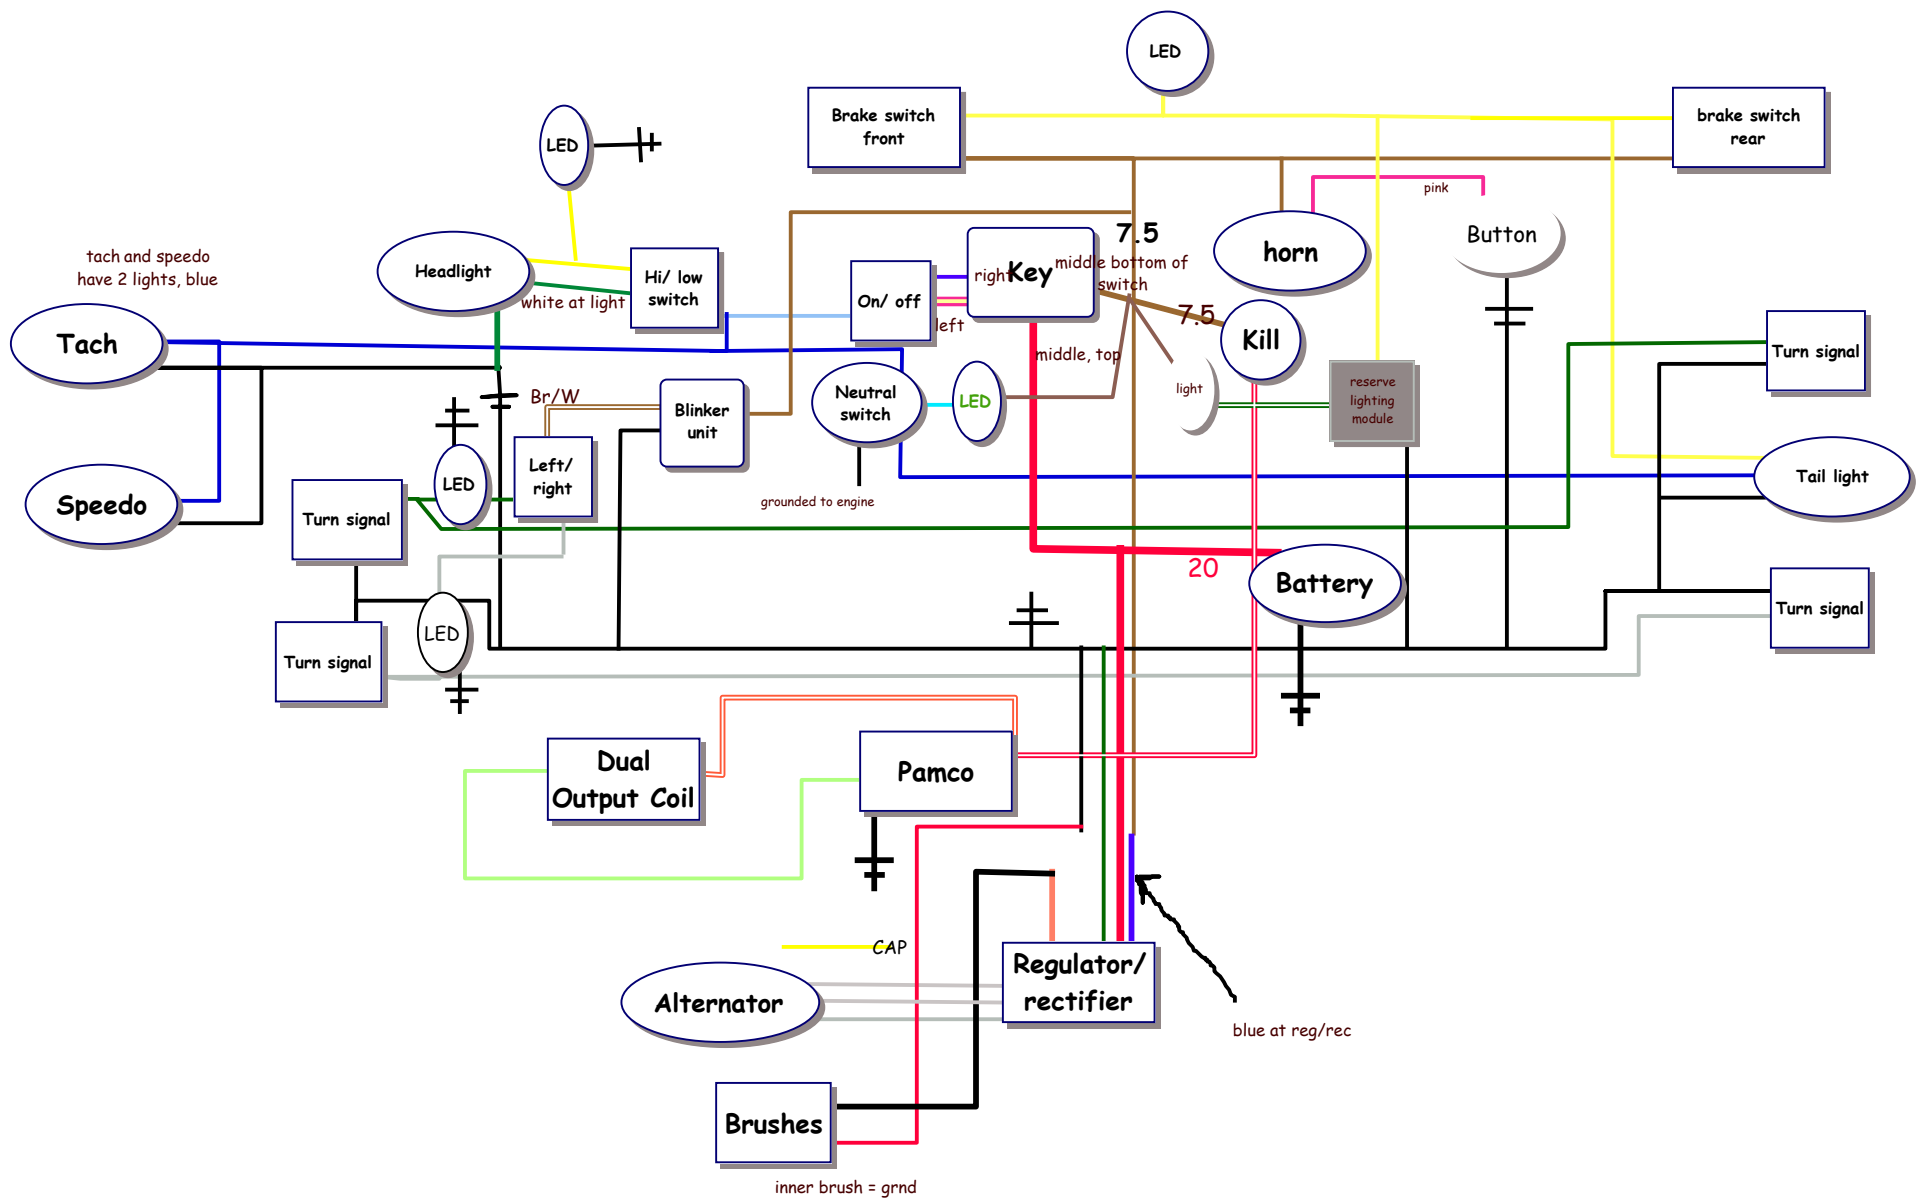 LED
Brake switch
front
brake switch
rear
LED
pink
Button
7.5
tach and speedo
have 2 lights, blue
Headlight
Hi/ low
switch
white at light
On/ off
right
left
Key
middle bottom of
switch
horn
7.5
Kill
Tach
middle, top
Turn signal
Neutral
switch
LED
light
reserve
lighting
module
Br/W
Blinker
unit
Left/
right
LED
Speedo
Turn signal
grounded to engine
Tail light
20
Battery
Turn signal
LED
Turn signal
Dual
Output Coil
Pamco
CAP
Alternator
Regulator/
rectifier
blue at reg/rec
Brushes
inner brush = grnd